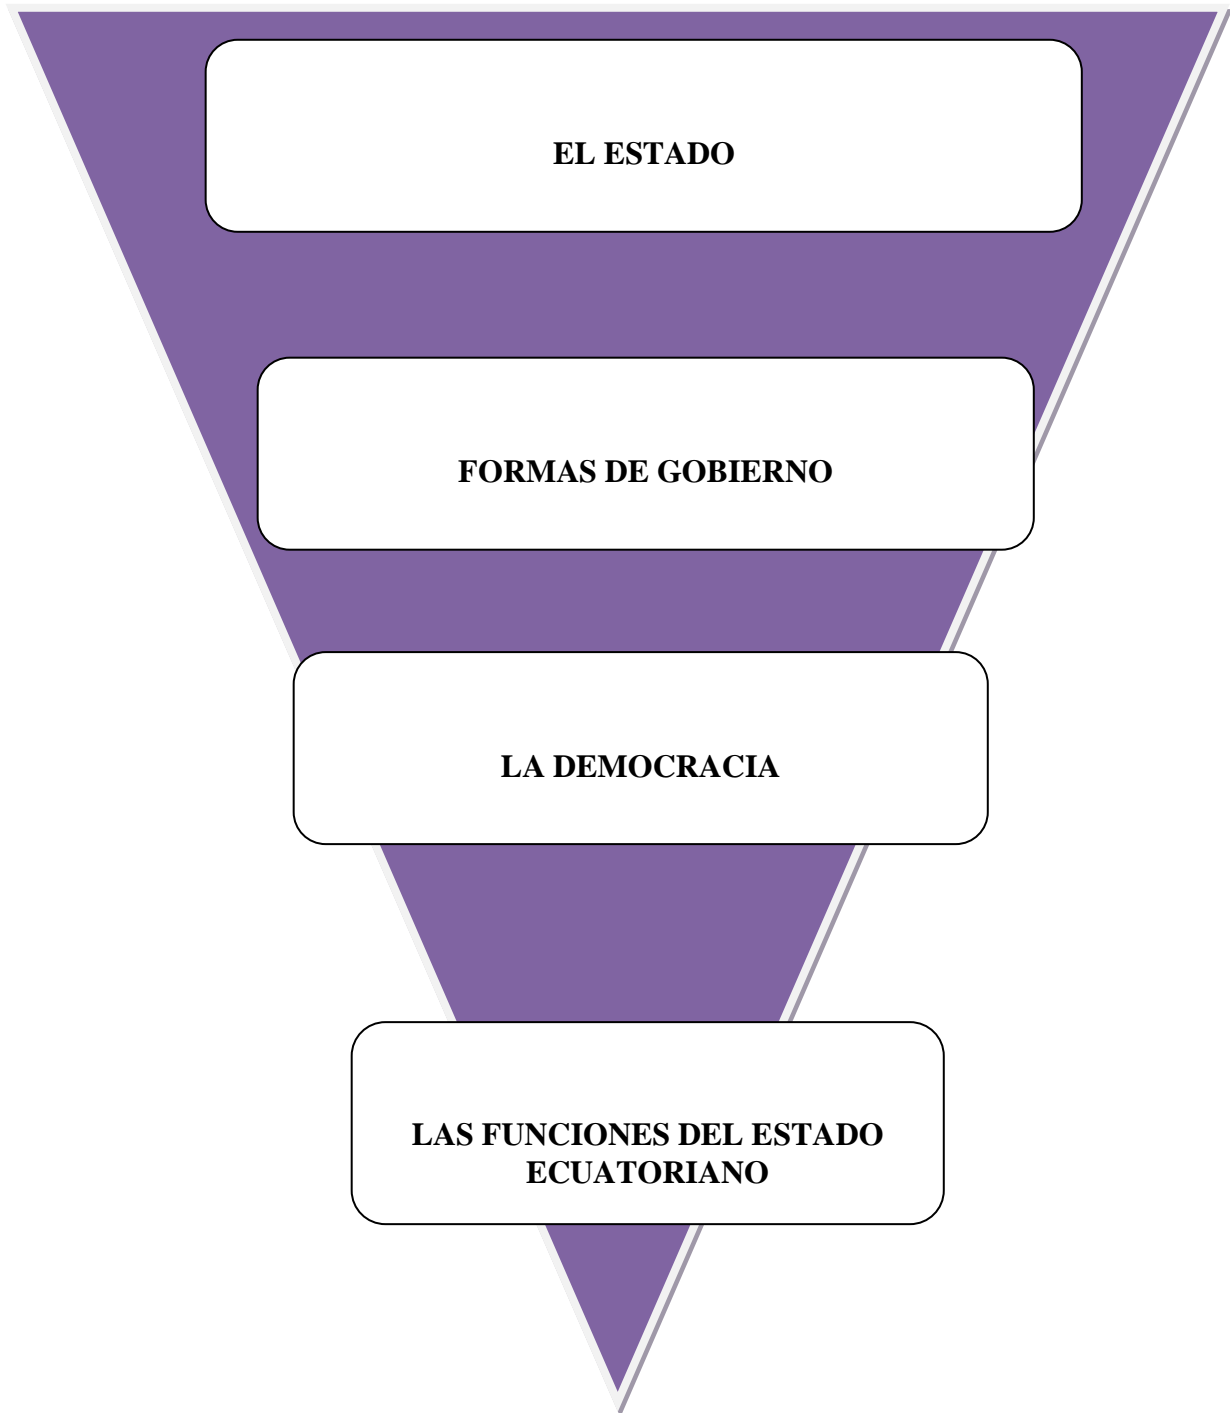 EL ESTADO
FORMAS DE GOBIERNO
LA DEMOCRACIA
LAS FUNCIONES DEL ESTADO
ECUATORIANO